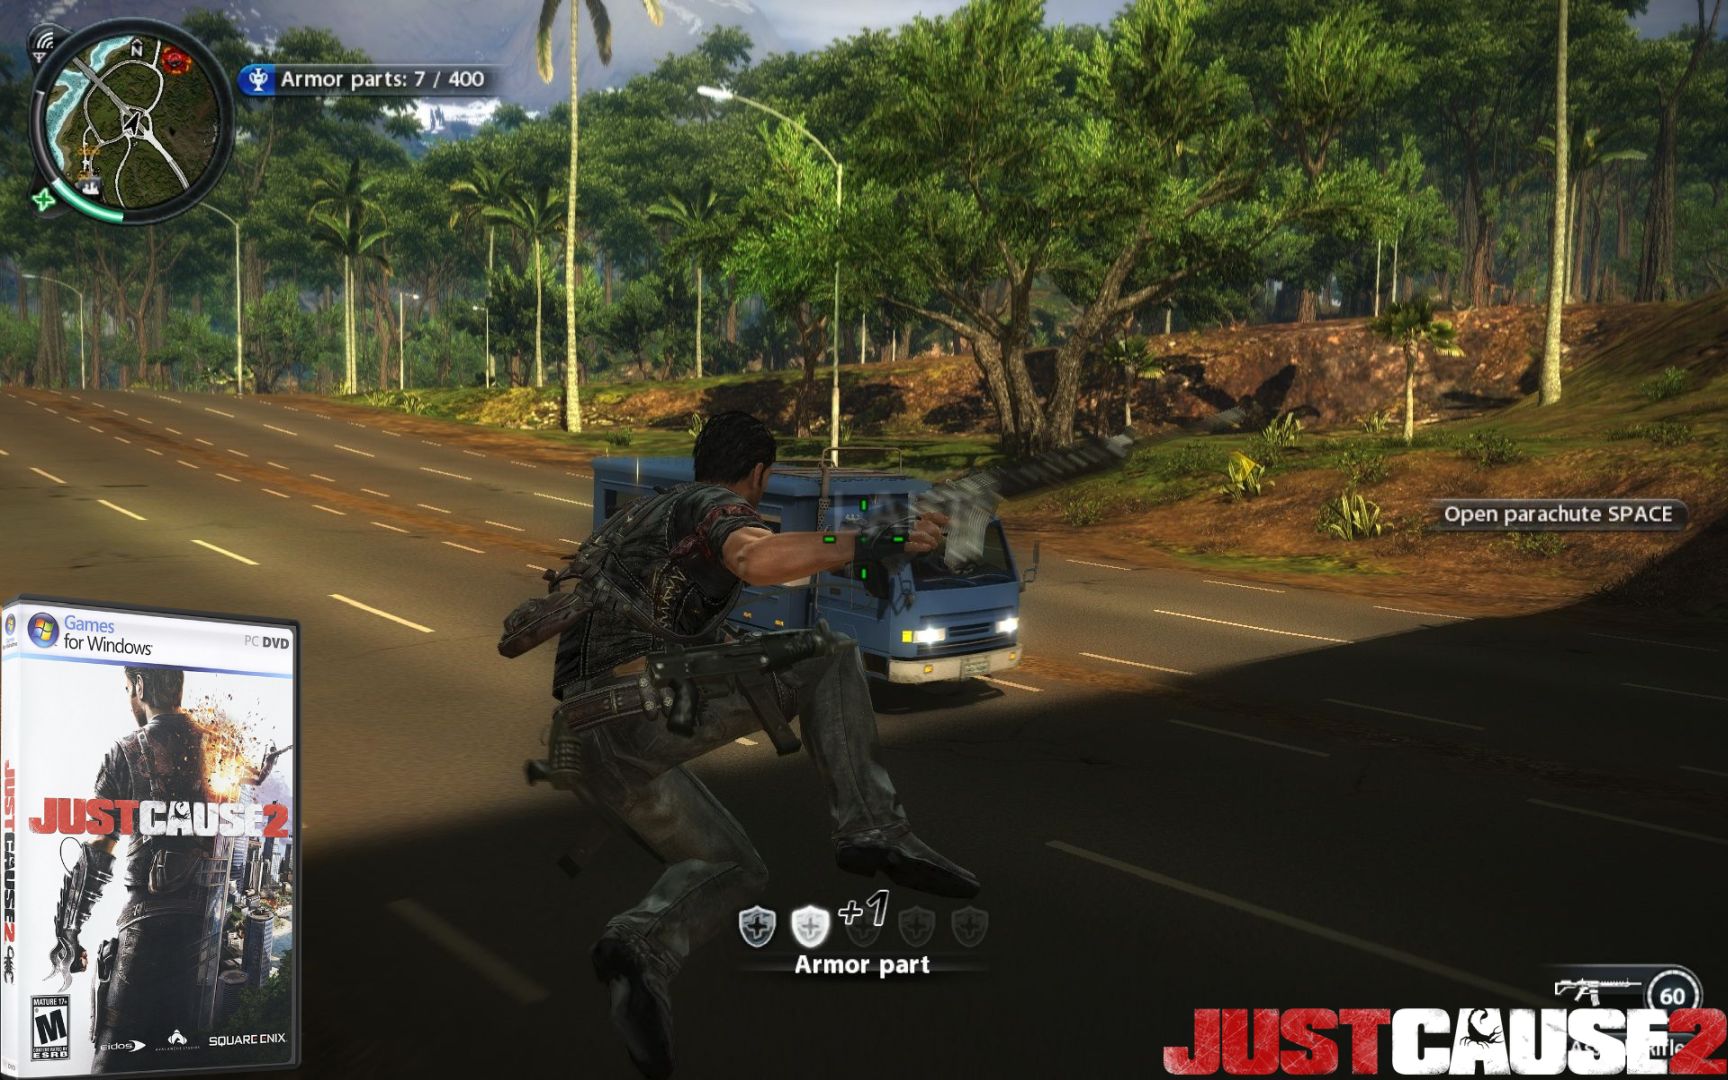 N
Armor parts: 7 / 400
Open parachute SPACE
Games
for Windows
PC DVD
JUST CAUSE 2
JUST CAUSE 2
MATURE 17+
M
ESRB
eidos
SQUARE ENIX
+1
Armor part
60
JUST CAUSE 2